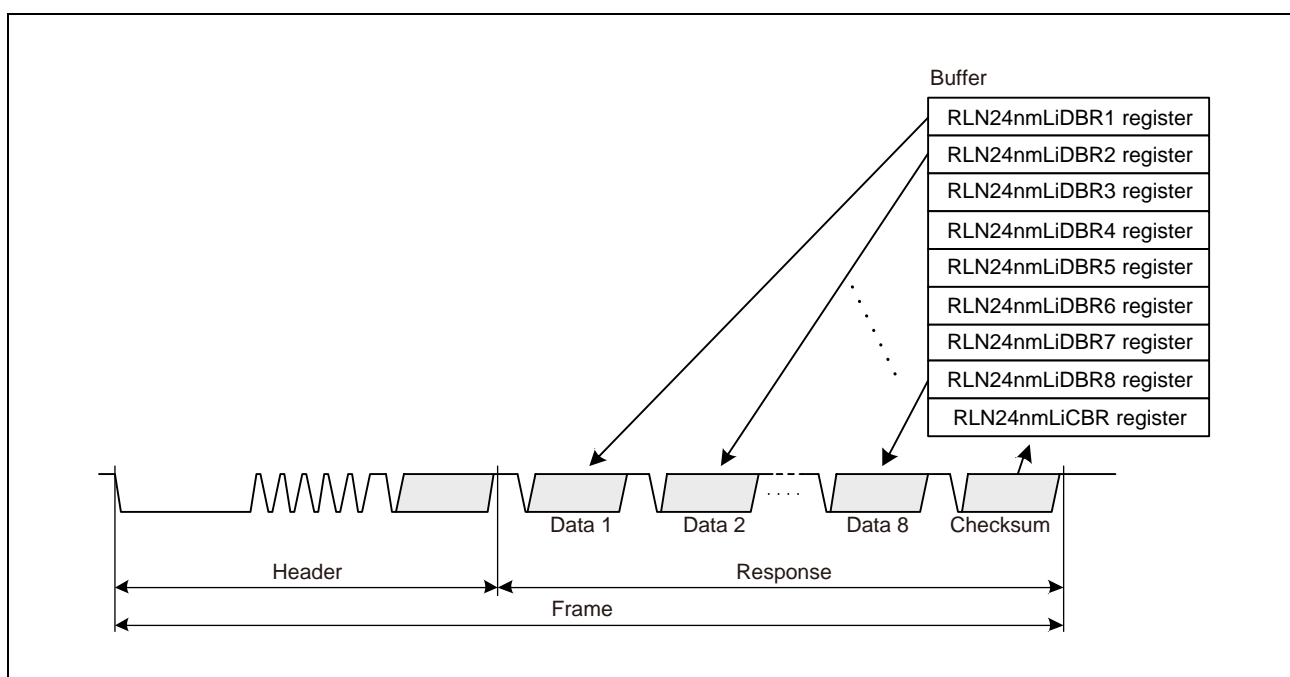 Buffer
RLN24nmLiDBR1 register
RLN24nmLiDBR2 register
RLN24nmLiDBR3 register
RLN24nmLiDBR4 register
RLN24nmLiDBR5 register
RLN24nmLiDBR6 register
RLN24nmLiDBR7 register
RLN24nmLiDBR8 register
RLN24nmLiCBR register
Data 1 Data 2 Data 8 Checksum
Header Response
Frame